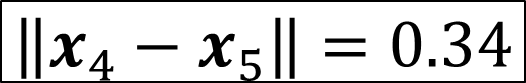 ‖𝒙₄ − 𝒙₅‖ = 0.34